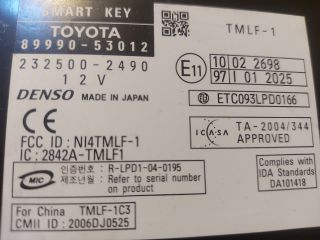 SMART KEY
TMLF-1
TOYOTA
89990-53012
232500-2490
12V
DENSO MADE IN JAPAN
E11
10 02 2698
97 I 01 2025
ETC093LPD0166
CE
FCC ID : NI4TMLF-1
IC : 2842A-TMLF1
ICASA
TA-2004/344
APPROVED
MIC
인증번호 : R-LPD1-04-0195
제조년월 : Refer to serial number on product
Complies with
IDA Standards
DA101418
For China TMLF-1C3
CMII ID : 2006DJ0525